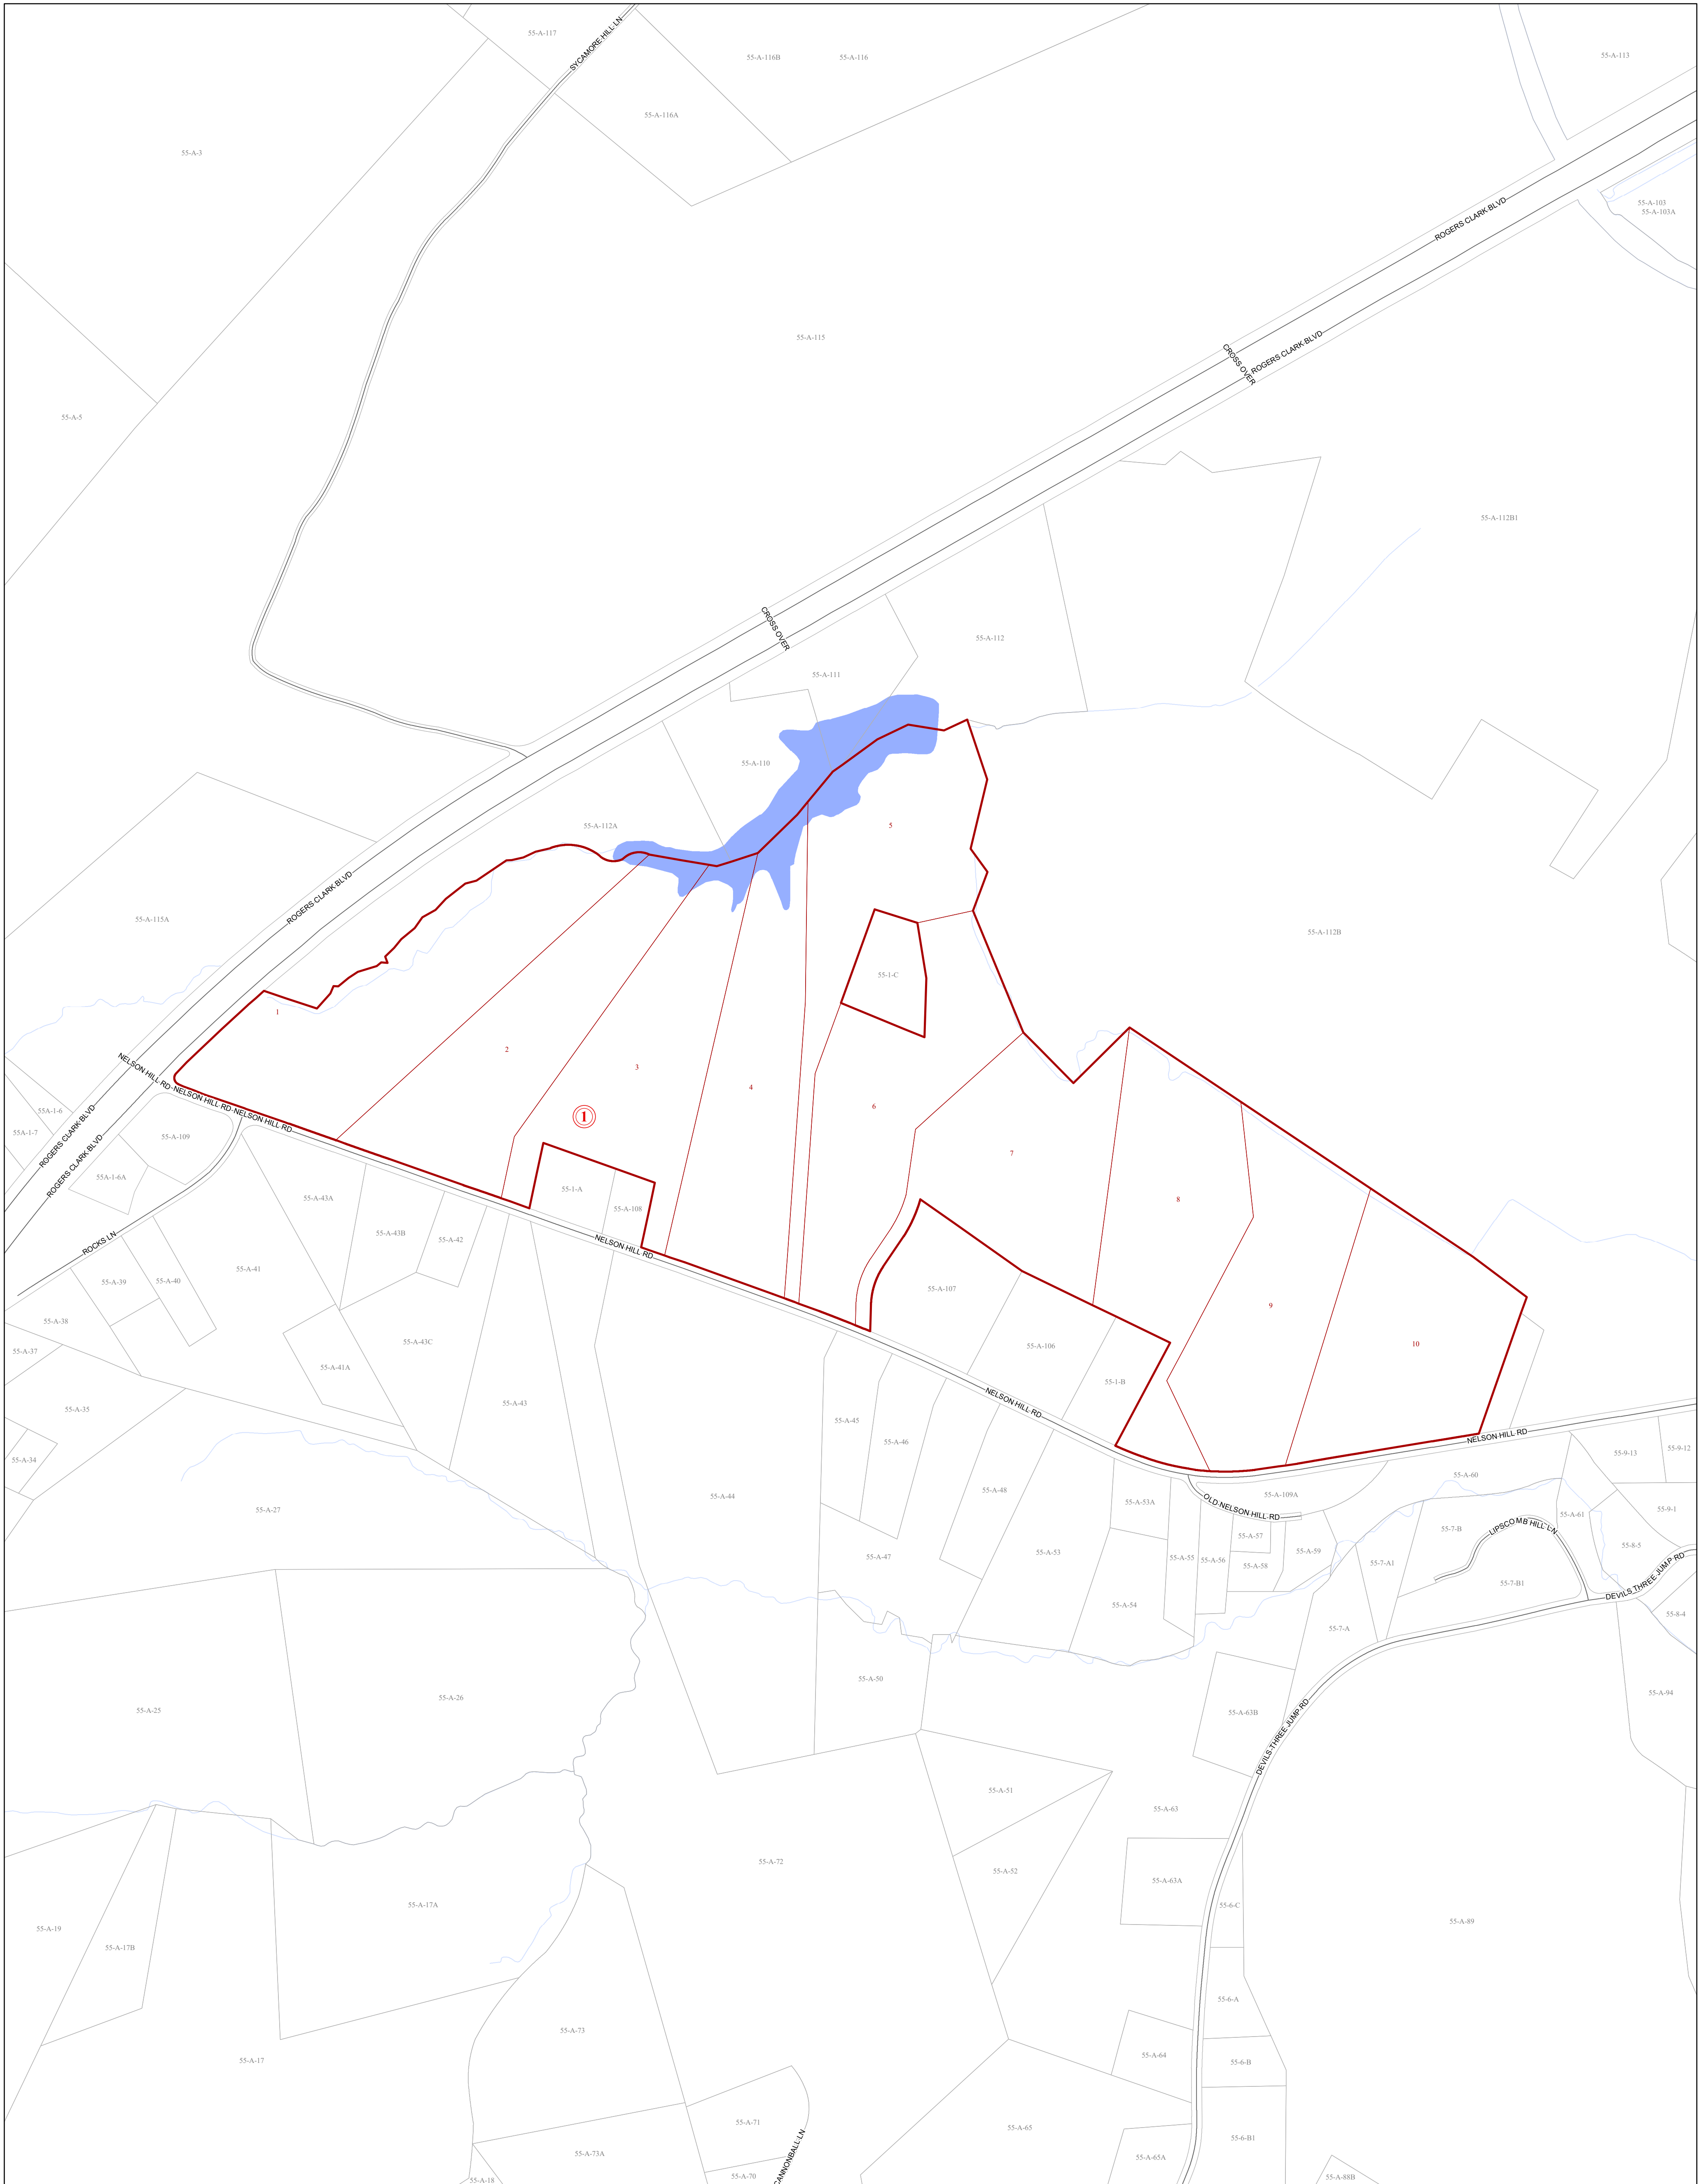 55-A-117
SYCAMORE HILL LN
55-A-116B
55-A-116
55-A-113
55-A-116A
55-A-3
55-A-103
55-A-103A
ROGERS CLARK BLVD
55-A-115
CROSS OVER
ROGERS CLARK BLVD
55-A-5
55-A-112B1
CROSS OVER
55-A-112
55-A-111
55-A-110
55-A-112A
5
ROGERS CLARK BLVD
55-A-115A
55-A-112B
55-1-C
1
2
3
4
6
1
NELSON HILL RD
NELSON HILL RD
NELSON HILL RD
55A-1-6
55A-1-7
ROGERS CLARK BLVD
ROGERS CLARK BLVD
55-A-109
55A-1-6A
7
55-1-A
55-A-108
8
55-A-43A
55-A-43B
55-A-42
NELSON HILL RD
ROCKS LN
55-A-41
55-A-39
55-A-40
55-A-107
9
55-A-38
55-A-37
55-A-43C
55-A-106
10
55-A-41A
55-1-B
55-A-43
NELSON HILL RD
55-A-35
55-A-45
55-A-46
NELSON HILL RD
55-9-13
55-9-12
55-A-34
55-A-60
55-A-48
55-A-44
55-A-109A
55-A-53A
OLD NELSON HILL RD
55-A-27
55-9-1
55-A-61
55-7-B
LIPSCOMB HILL LN
55-A-57
55-8-5
55-A-47
55-A-53
55-A-55
55-A-56
55-A-58
55-A-59
55-7-A1
55-7-B1
DEVILS THREE JUMP RD
55-A-54
55-8-4
55-7-A
55-A-50
55-A-94
55-A-26
55-A-25
55-A-63B
DEVILS THREE JUMP RD
55-A-51
55-A-63
55-A-72
55-A-52
55-A-63A
55-A-17A
55-6-C
55-A-19
55-A-89
55-A-17B
55-6-A
55-A-73
55-A-64
55-A-17
55-6-B
55-A-71
55-A-65
55-6-B1
55-A-73A
CANNONBALL LN
55-A-65A
55-A-70
55-A-18
55-A-88B